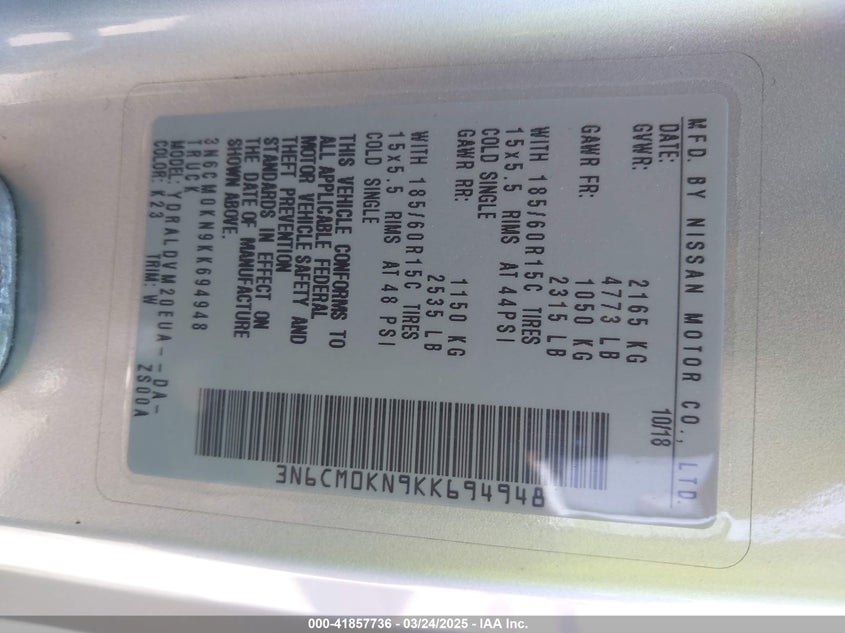 MFD. BY NISSAN MOTOR CO., LTD.
DATE: 10/18
GVWR: 2165 KG
4773 LB
GAWR FR: 1050 KG
2315 LB
WITH 185/60R15C TIRES
15x5.5 RIMS AT 44PSI
COLD SINGLE
GAWR RR: 1150 KG
2535 LB
WITH 185/60R15C TIRES
15x5.5 RIMS AT 48 PSI
COLD SINGLE
THIS VEHICLE CONFORMS TO
ALL APPLICABLE FEDERAL
MOTOR VEHICLE SAFETY AND
THEFT PREVENTION
STANDARDS IN EFFECT ON
THE DATE OF MANUFACTURE
SHOWN ABOVE.
3N6CM0KN9KK694948
TRUCK
MODEL: YDRALDVM20EUA--DA-
COLOR: K23 TRIM: W ZS00A
3N6CM0KN9KK694948
000-41857736 - 03/24/2025 - IAA Inc.